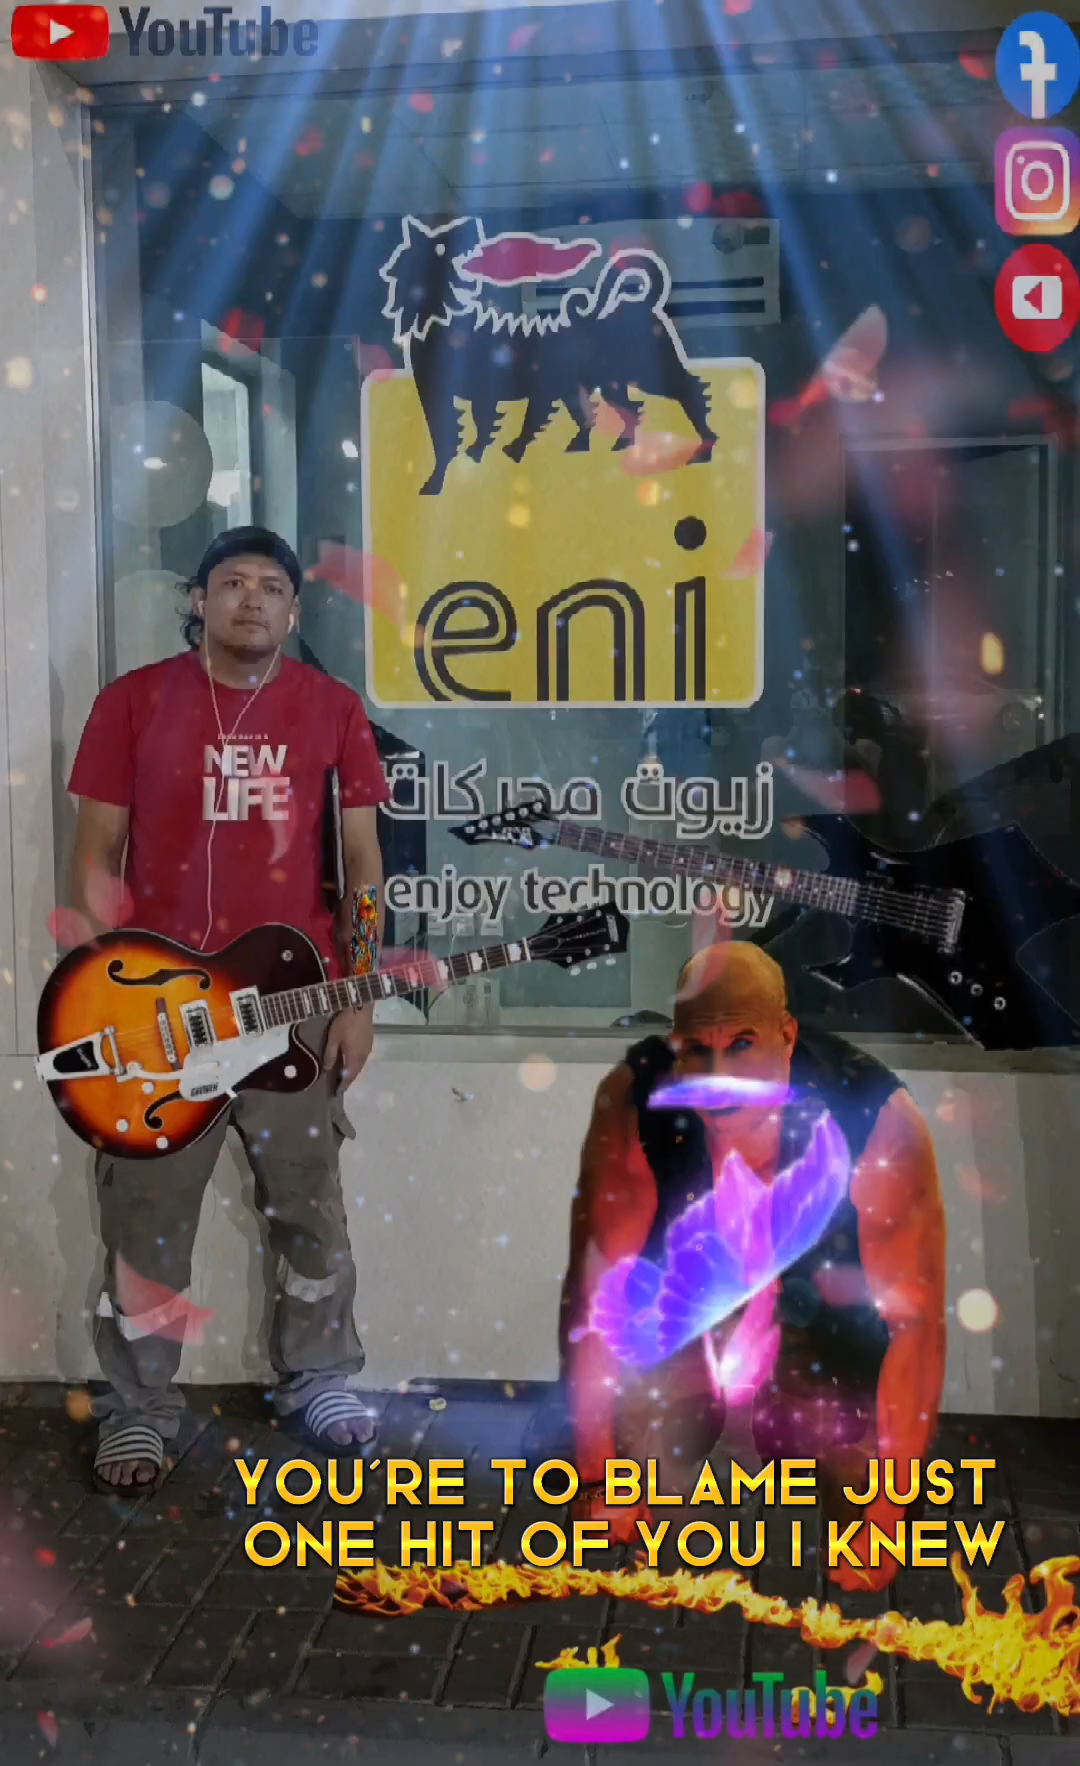 YouTube
eni
NEW
LIFE
زيوت محركات
enjoy technology
YOU'RE TO BLAME JUST
ONE HIT OF YOU I KNEW
YouTube